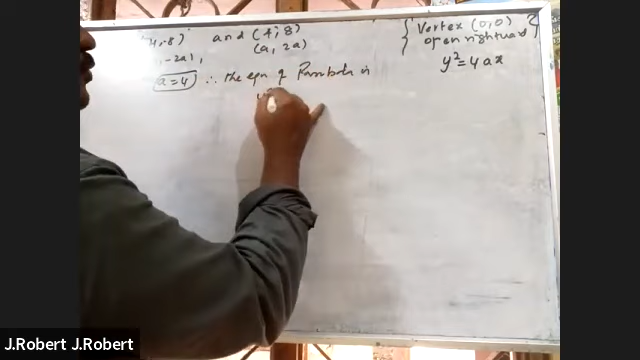 4,-8) and (4,8)
, -2a), (a, 2a)
a = 4 ∴ the eqn of Parabola is
{ Vertex (0,0)
open rightward }
y² = 4ax
J.Robert J.Robert